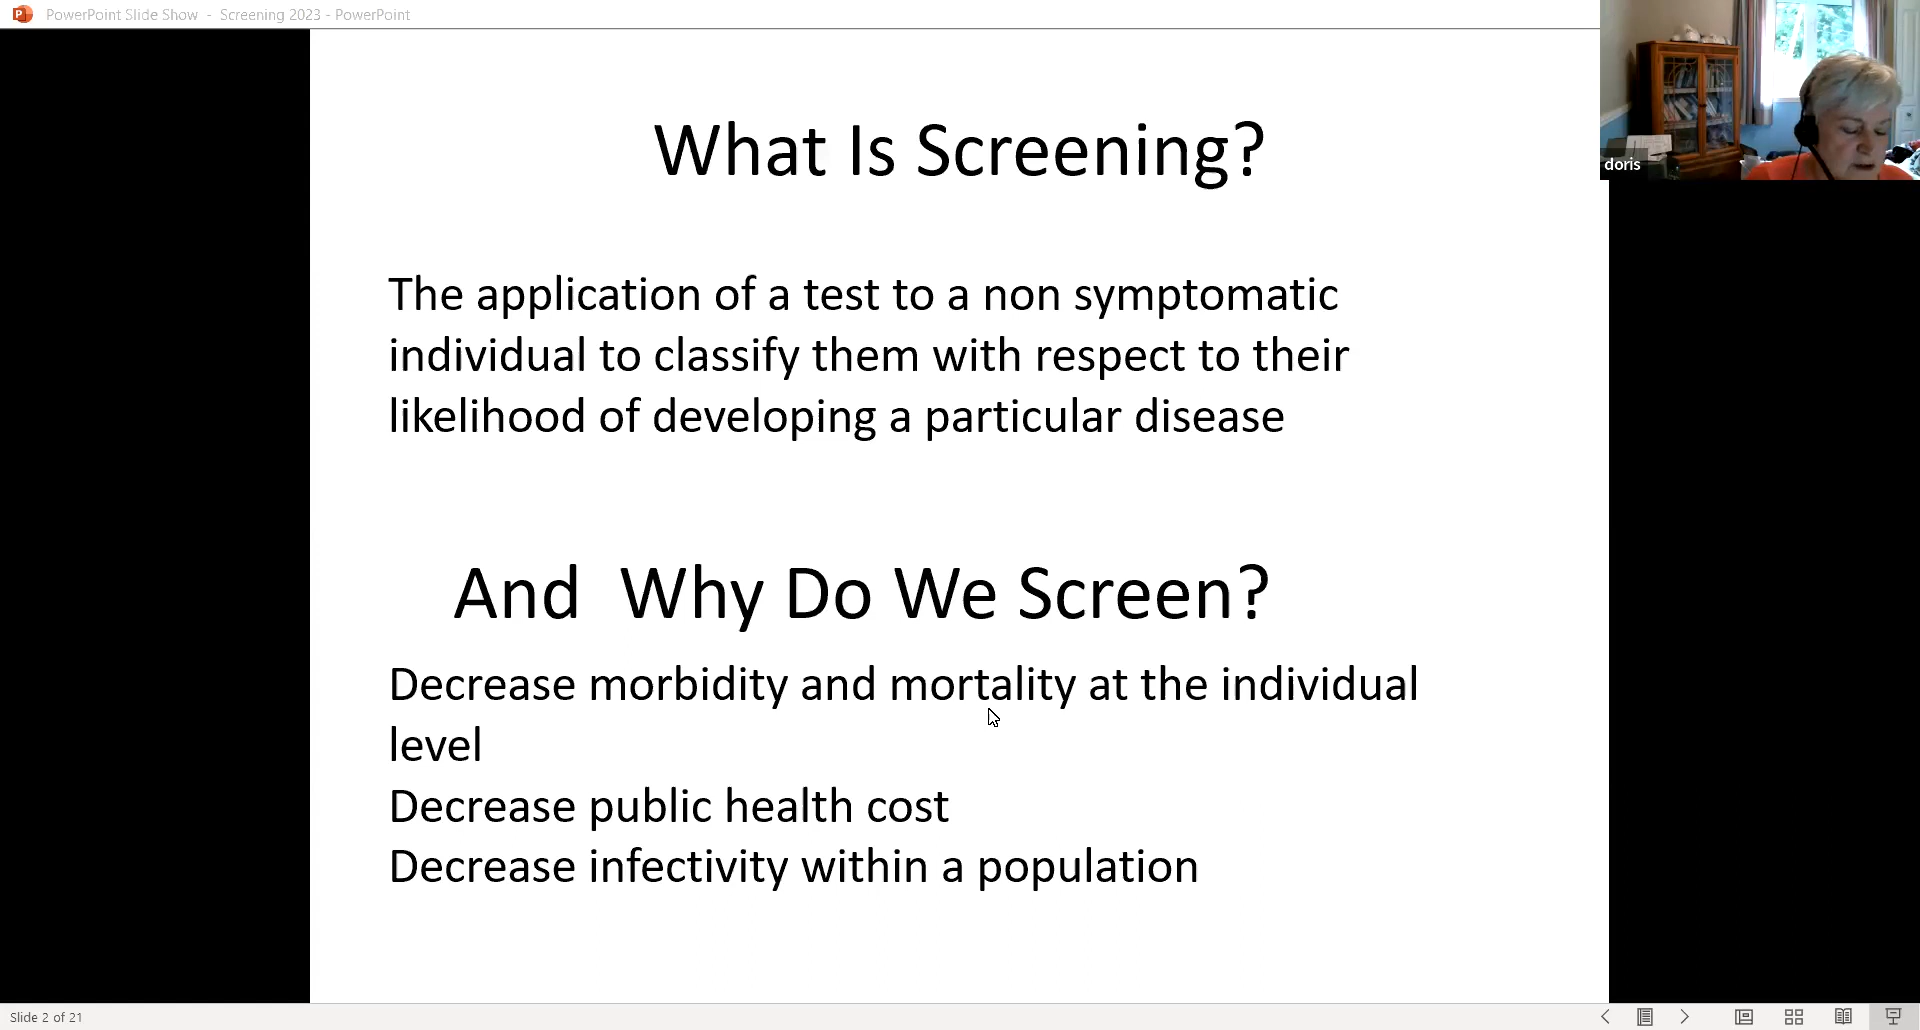 PowerPoint Slide Show - Screening 2023 - PowerPoint
doris
What Is Screening?
The application of a test to a non symptomatic
individual to classify them with respect to their
likelihood of developing a particular disease
And Why Do We Screen?
Decrease morbidity and mortality at the individual
level
Decrease public health cost
Decrease infectivity within a population
Slide 2 of 21